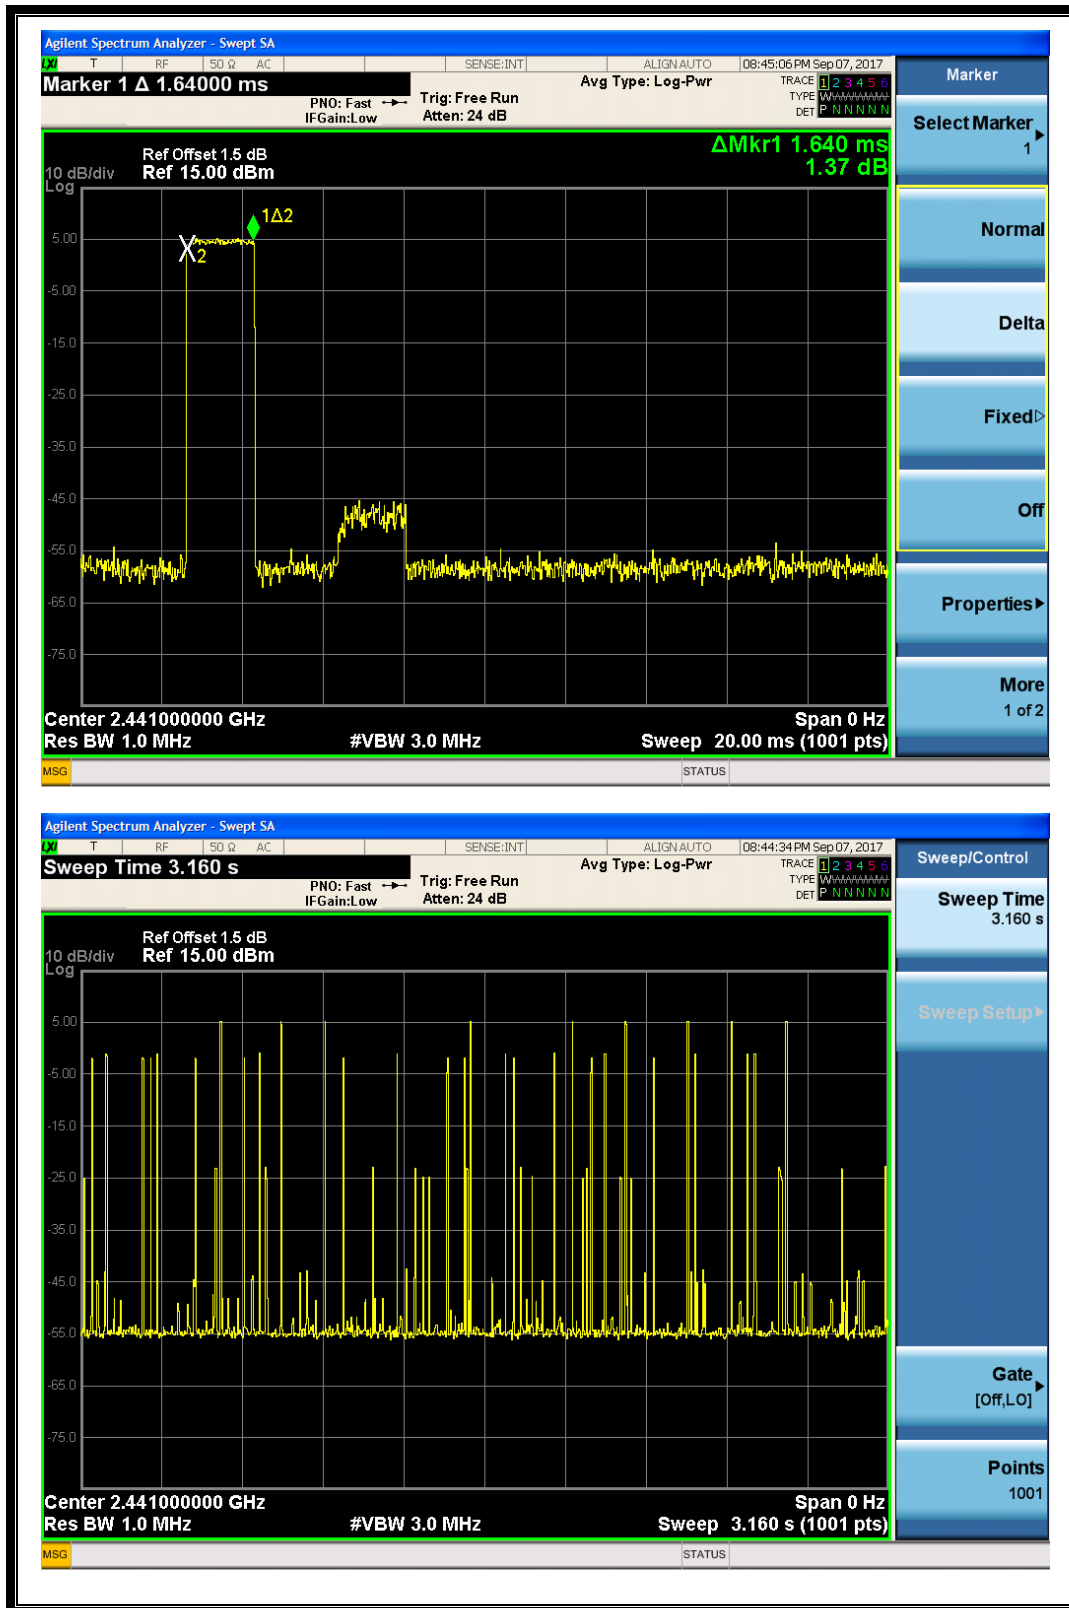 Agilent Spectrum Analyzer - Swept SA
LXI T RF 50 Ω AC SENSE:INT ALIGN AUTO 08:45:06 PM Sep 07, 2017
Marker 1 Δ 1.64000 ms
PNO: Fast
IFGain:Low
Trig: Free Run
Atten: 24 dB
Avg Type: Log-Pwr
TRACE 1 2 3 4 5 6
TYPE
DET P N N N N N
ΔMkr1 1.640 ms
1.37 dB
Ref Offset 1.5 dB
10 dB/div Ref 15.00 dBm
Log
1Δ2
5.00
2
-5.00
-15.0
-25.0
-35.0
-45.0
-55.0
-65.0
-75.0
Center 2.441000000 GHz Span 0 Hz
Res BW 1.0 MHz #VBW 3.0 MHz Sweep 20.00 ms (1001 pts)
MSG STATUS
Marker
Select Marker
1
Normal
Delta
Fixed
Off
Properties
More
1 of 2
Agilent Spectrum Analyzer - Swept SA
LXI T RF 50 Ω AC SENSE:INT ALIGN AUTO 08:44:34 PM Sep 07, 2017
Sweep Time 3.160 s
PNO: Fast
IFGain:Low
Trig: Free Run
Atten: 24 dB
Avg Type: Log-Pwr
TRACE 1 2 3 4 5 6
TYPE
DET P N N N N N
Ref Offset 1.5 dB
10 dB/div Ref 15.00 dBm
Log
5.00
-5.00
-15.0
-25.0
-35.0
-45.0
-55.0
-65.0
-75.0
Center 2.441000000 GHz Span 0 Hz
Res BW 1.0 MHz #VBW 3.0 MHz Sweep 3.160 s (1001 pts)
MSG STATUS
Sweep/Control
Sweep Time
3.160 s
Sweep Setup
Gate
[Off,LO]
Points
1001